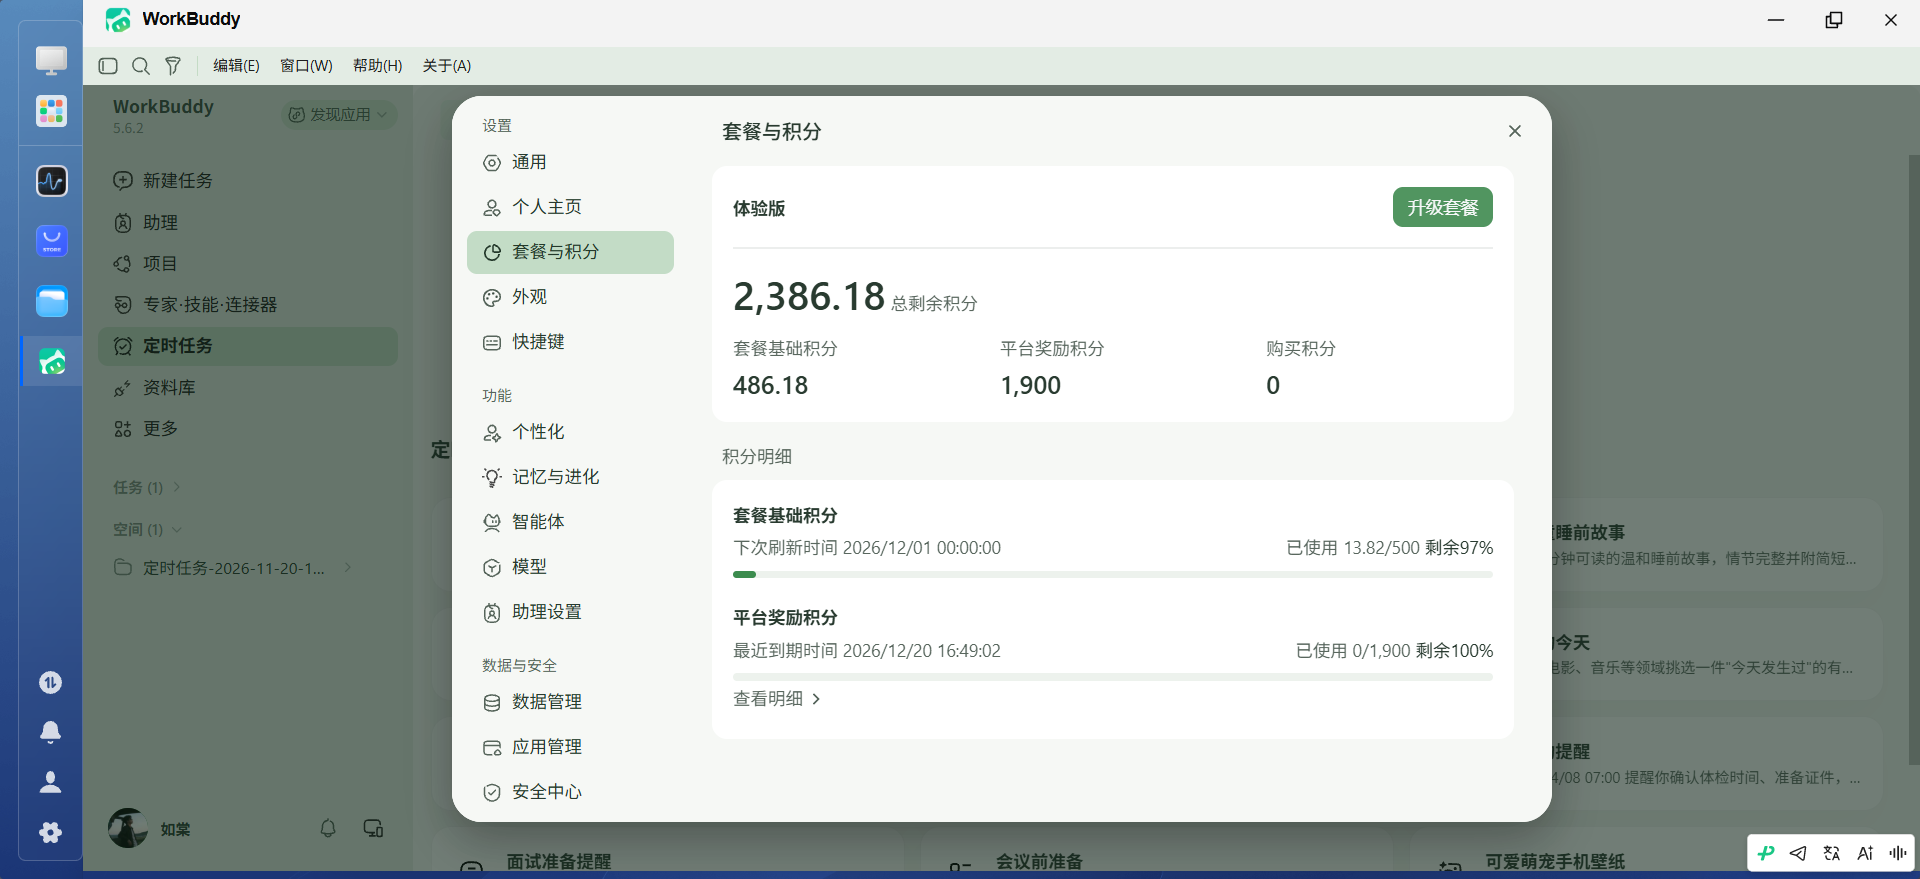 WorkBuddy
编辑(E) 窗口(W) 帮助(H) 关于(A)
WorkBuddy
5.6.2
发现应用
新建任务
助理
项目
专家·技能·连接器
定时任务
资料库
更多
任务 (1)
空间 (1)
定时任务-2026-11-20-1...
如棠
STORE
设置
通用
个人主页
套餐与积分
外观
快捷键
功能
个性化
记忆与进化
智能体
模型
助理设置
数据与安全
数据管理
应用管理
安全中心
套餐与积分
体验版
升级套餐
2,386.18 总剩余积分
套餐基础积分 平台奖励积分 购买积分
486.18 1,900 0
积分明细
套餐基础积分
下次刷新时间 2026/12/01 00:00:00 已使用 13.82/500 剩余97%
平台奖励积分
最近到期时间 2026/12/20 16:49:02 已使用 0/1,900 剩余100%
查看明细
定
睡前故事
分钟可读的温和睡前故事，情节完整并附简短...
今天
电影、音乐等领域挑选一件"今天发生过"的有...
提醒
4/08 07:00 提醒你确认体检时间、准备证件，...
面试准备提醒
会议前准备
可爱萌宠手机壁纸